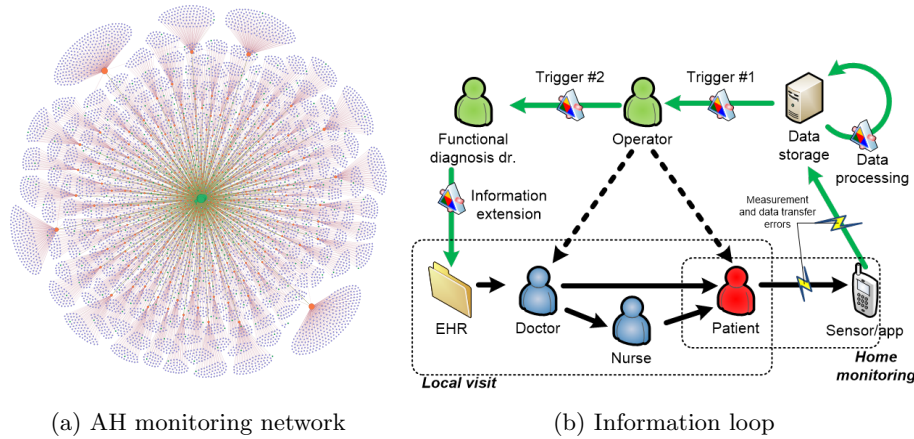 Trigger #2
Trigger #1
Functional
diagnosis dr.
Operator
Data
storage
Data
processing
Information
extension
Measurement
and data transfer
errors
EHR
Doctor
Nurse
Patient
Sensor/app
Local visit
Home
monitoring
(a) AH monitoring network
(b) Information loop